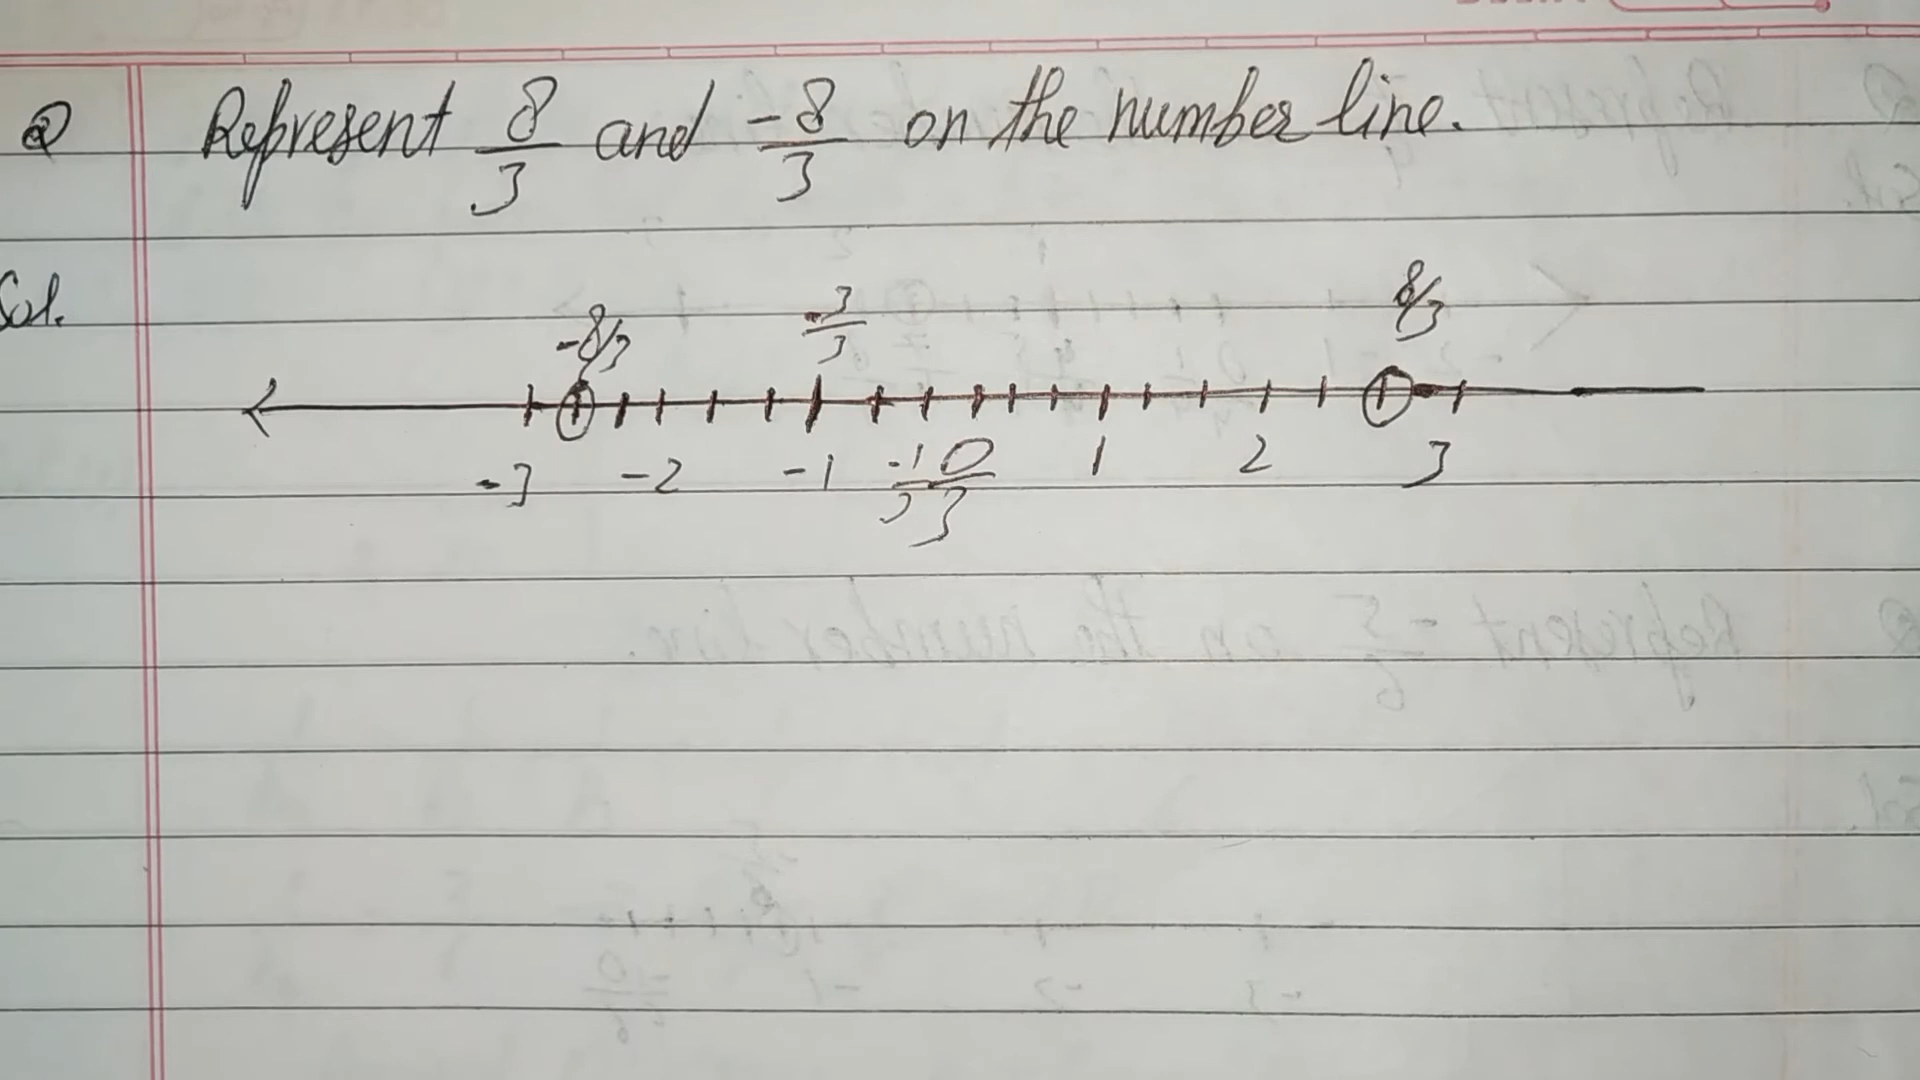 Q Represent 8/3 and -8/3 on the number line.
Sol.
-8/3 -3/3 8/3
-3 -2 -1 -1/3 0/3 1 2 3